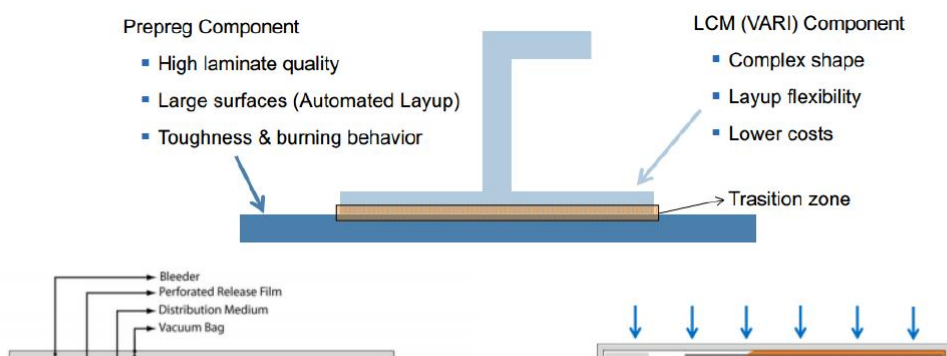 Prepreg Component
▪ High laminate quality
▪ Large surfaces (Automated Layup)
▪ Toughness & burning behavior
LCM (VARI) Component
▪ Complex shape
▪ Layup flexibility
▪ Lower costs
Trasition zone
Bleeder
Perforated Release Film
Distribution Medium
Vacuum Bag